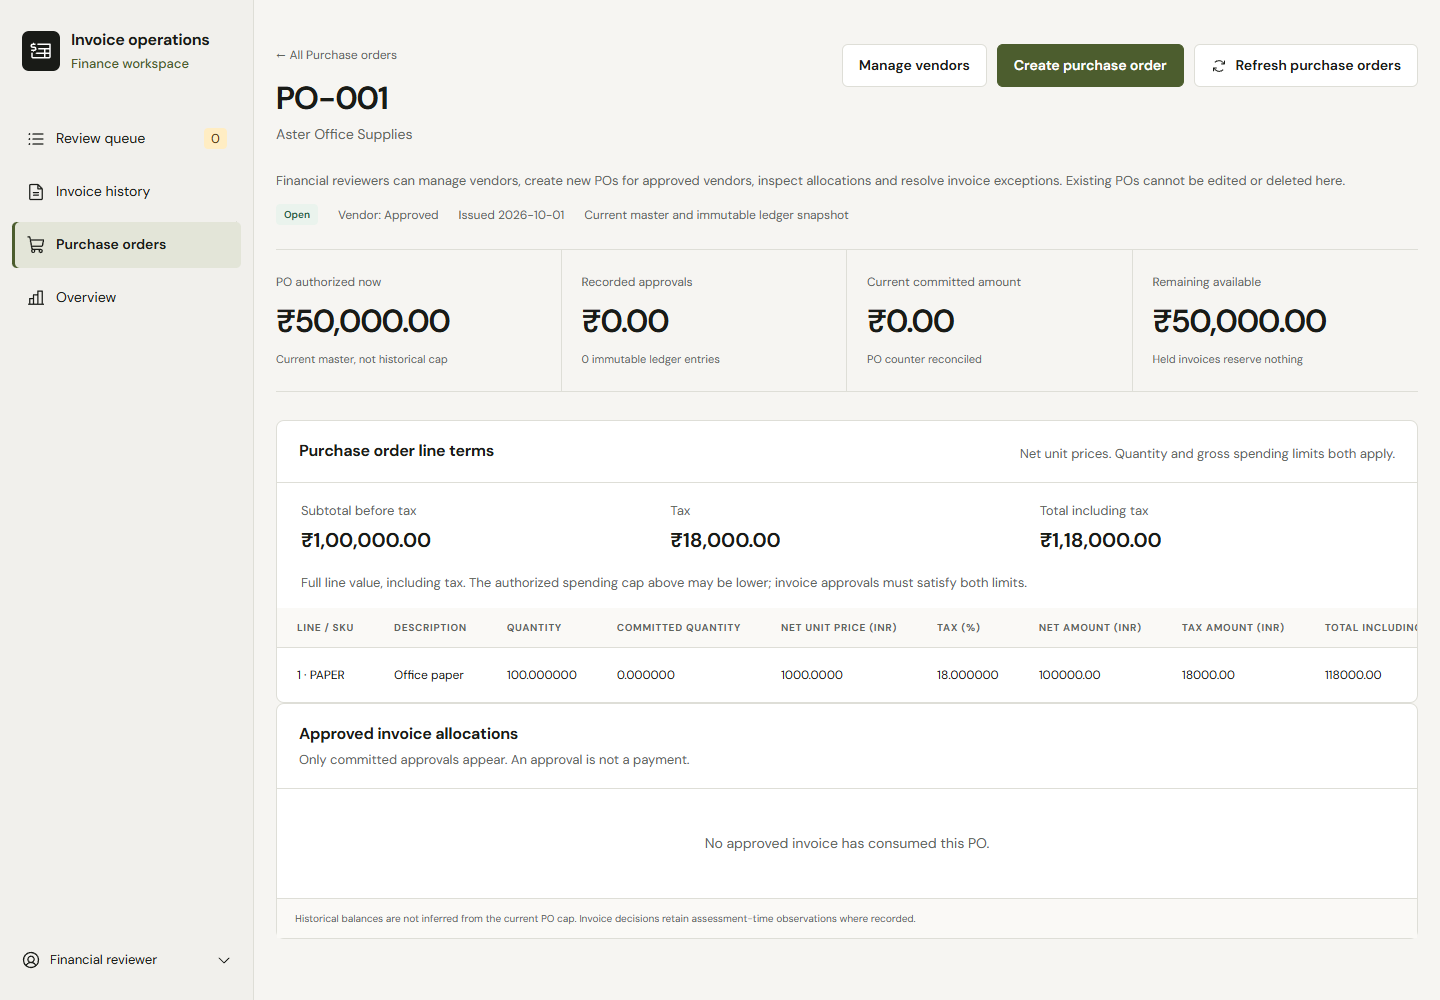 Invoice operations
Finance workspace
Review queue 0
Invoice history
Purchase orders
Overview
Financial reviewer
← All Purchase orders
Manage vendors
Create purchase order
Refresh purchase orders
PO-001
Aster Office Supplies
Financial reviewers can manage vendors, create new POs for approved vendors, inspect allocations and resolve invoice exceptions. Existing POs cannot be edited or deleted here.
Open Vendor: Approved Issued 2026-10-01 Current master and immutable ledger snapshot
PO authorized now
₹50,000.00
Current master, not historical cap
Recorded approvals
₹0.00
0 immutable ledger entries
Current committed amount
₹0.00
PO counter reconciled
Remaining available
₹50,000.00
Held invoices reserve nothing
Purchase order line terms
Net unit prices. Quantity and gross spending limits both apply.
Subtotal before tax
₹1,00,000.00
Tax
₹18,000.00
Total including tax
₹1,18,000.00
Full line value, including tax. The authorized spending cap above may be lower; invoice approvals must satisfy both limits.
LINE / SKU DESCRIPTION QUANTITY COMMITTED QUANTITY NET UNIT PRICE (INR) TAX (%) NET AMOUNT (INR) TAX AMOUNT (INR) TOTAL INCLUDING
1 · PAPER Office paper 100.000000 0.000000 1000.0000 18.000000 100000.00 18000.00 118000.00
Approved invoice allocations
Only committed approvals appear. An approval is not a payment.
No approved invoice has consumed this PO.
Historical balances are not inferred from the current PO cap. Invoice decisions retain assessment-time observations where recorded.